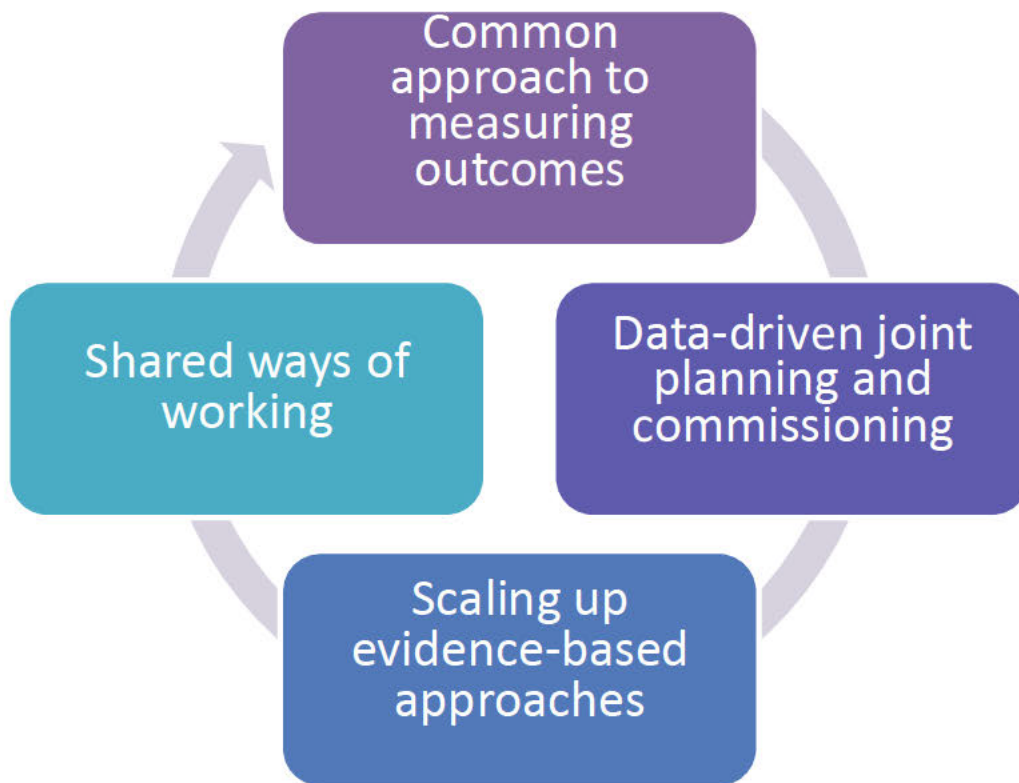 Common
approach to
measuring
outcomes
Data-driven joint
planning and
commissioning
Scaling up
evidence-based
approaches
Shared ways of
working